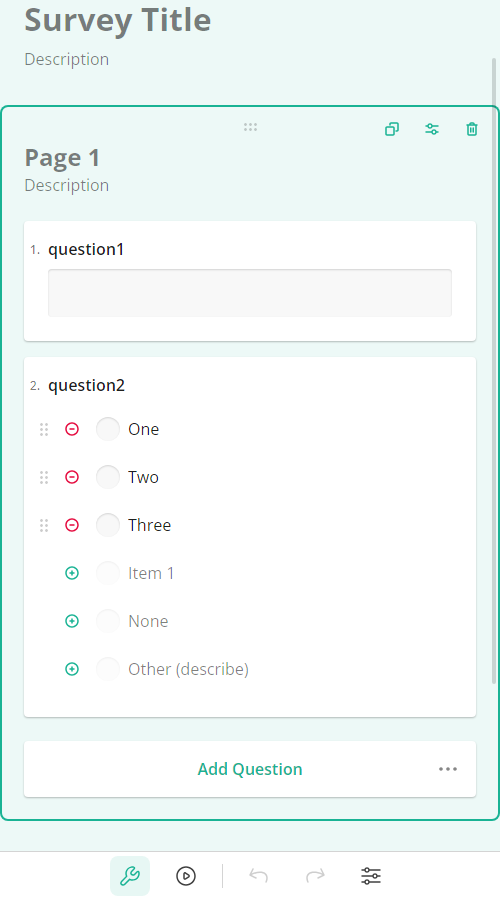 Survey Title
Description
Page 1
Description
1. question1
2. question2
One
Two
Three
Item 1
None
Other (describe)
Add Question